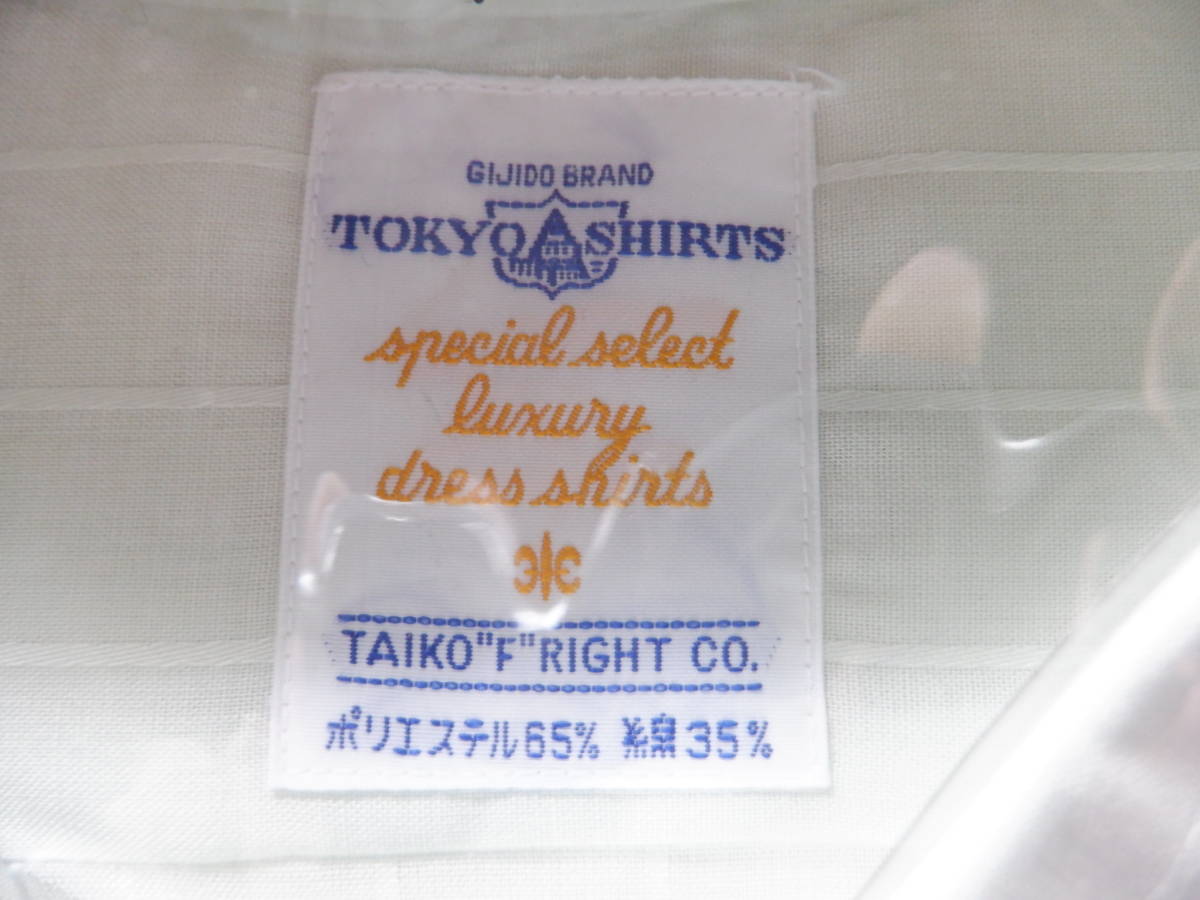 GIJIDO BRAND
TOKYO SHIRTS
special select
luxury
dress shirts
TAIKO"F"RIGHT CO.
ポリエステル65% 綿35%